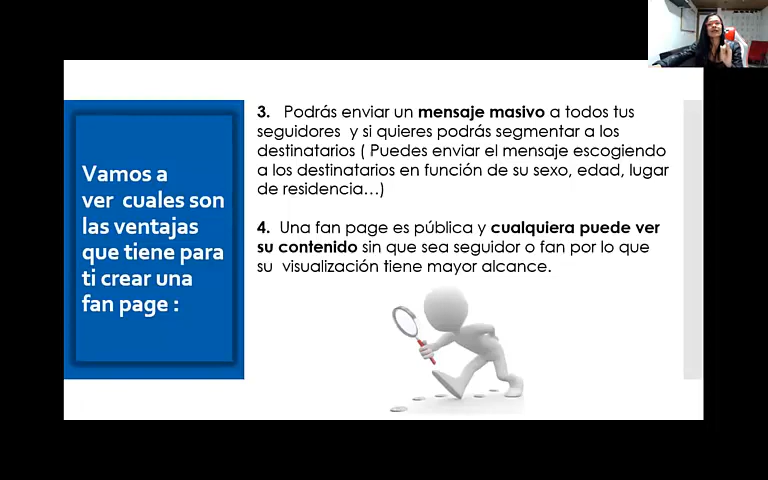 Vamos a
ver cuales son
las ventajas
que tiene para
ti crear una
fan page :
3. Podrás enviar un mensaje masivo a todos tus
seguidores y si quieres podrás segmentar a los
destinatarios ( Puedes enviar el mensaje escogiendo
a los destinatarios en función de su sexo, edad, lugar
de residencia...)
4. Una fan page es pública y cualquiera puede ver
su contenido sin que sea seguidor o fan por lo que
su visualización tiene mayor alcance.